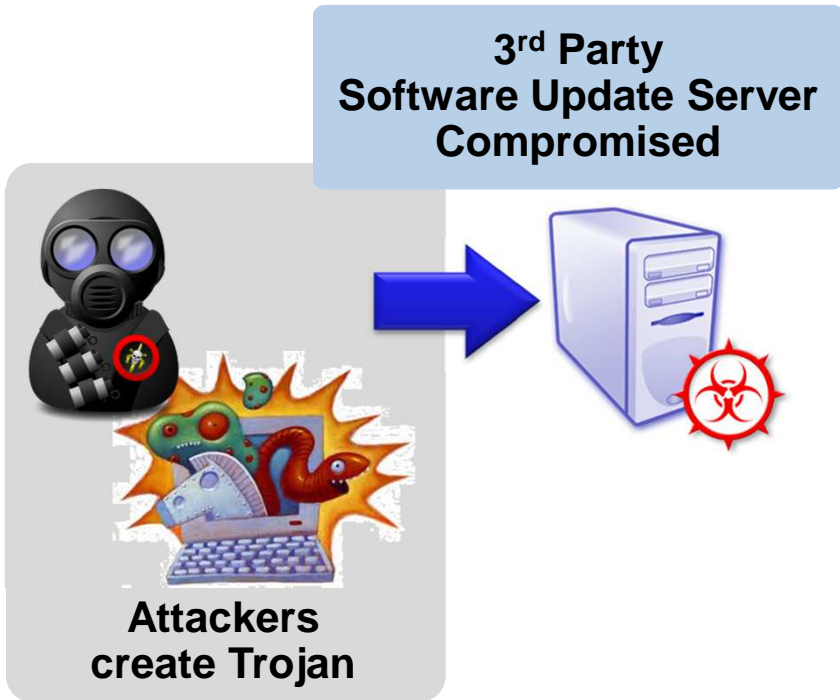 3rd Party
Software Update Server
Compromised
Attackers
create Trojan